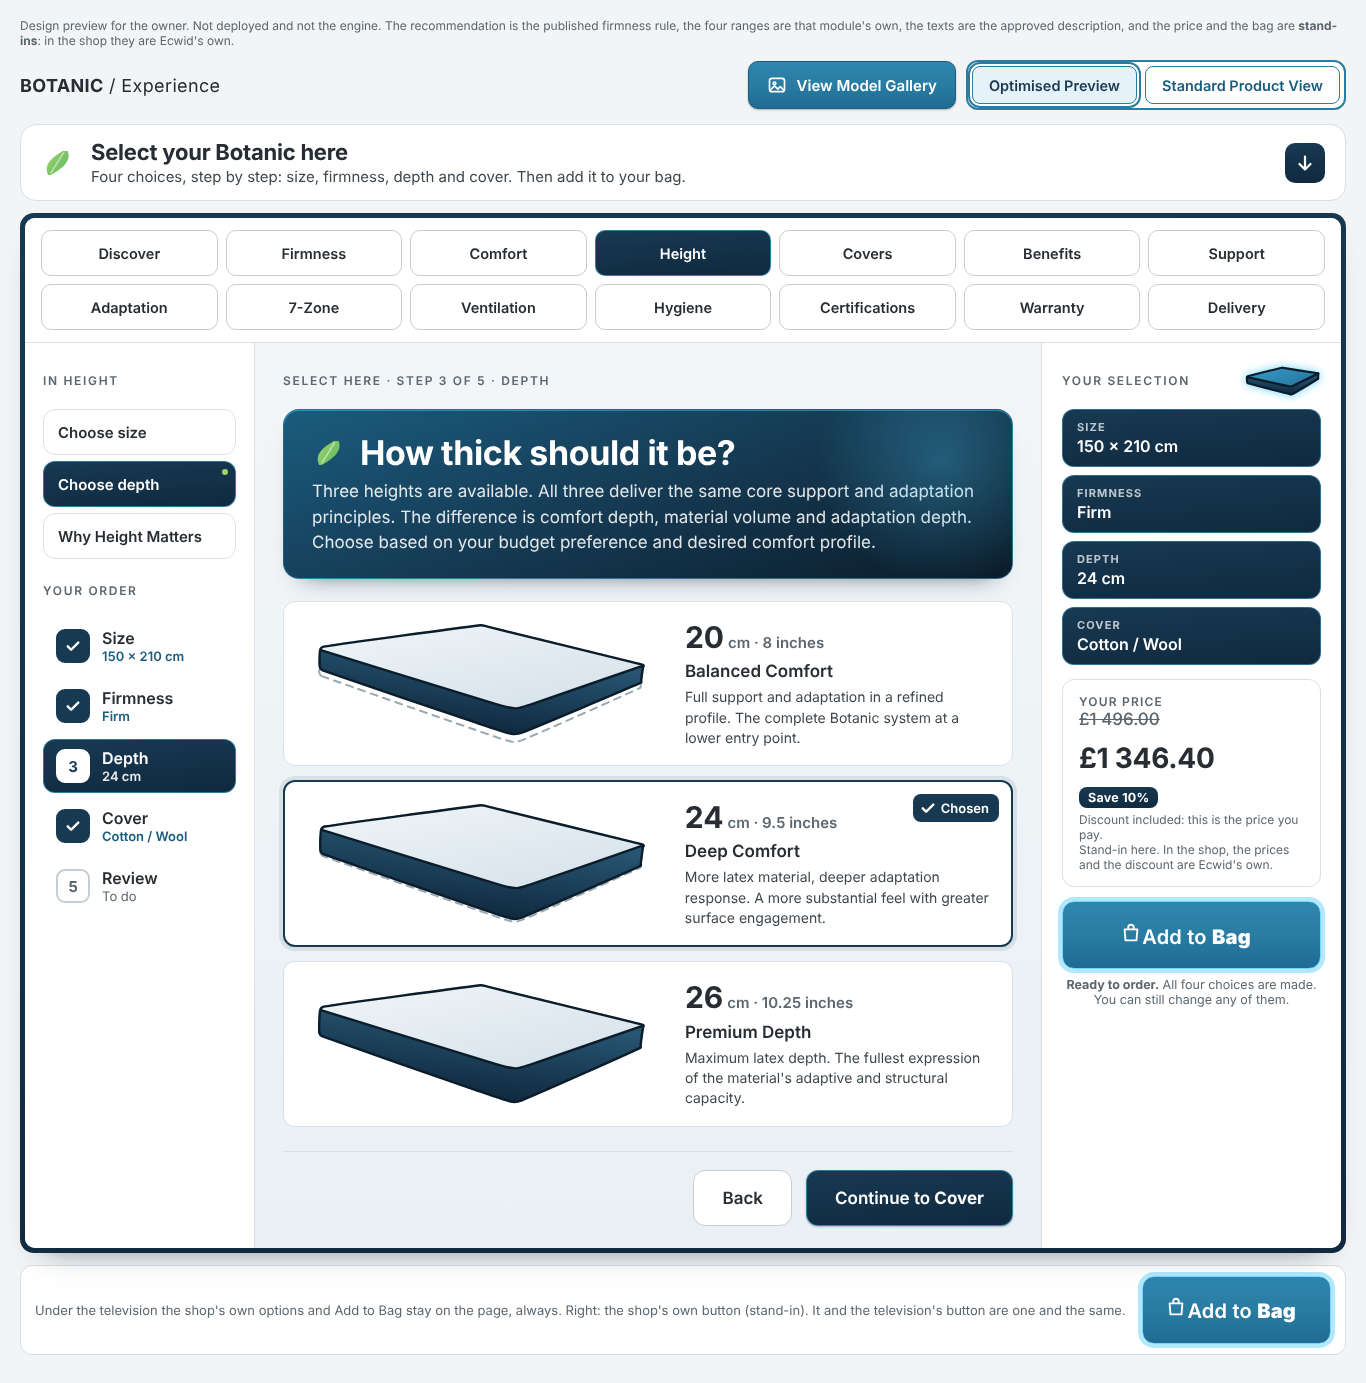 Design preview for the owner. Not deployed and not the engine. The recommendation is the published firmness rule, the four ranges are that module's own, the texts are the approved description, and the price and the bag are stand-
ins: in the shop they are Ecwid's own.
BOTANIC / Experience
View Model Gallery
Optimised Preview
Standard Product View
Select your Botanic here
Four choices, step by step: size, firmness, depth and cover. Then add it to your bag.
Discover
Firmness
Comfort
Height
Covers
Benefits
Support
Adaptation
7-Zone
Ventilation
Hygiene
Certifications
Warranty
Delivery
IN HEIGHT
Choose size
Choose depth
Why Height Matters
YOUR ORDER
Size
150 × 210 cm
Firmness
Firm
3
Depth
24 cm
Cover
Cotton / Wool
5
Review
To do
SELECT HERE · STEP 3 OF 5 · DEPTH
How thick should it be?
Three heights are available. All three deliver the same core support and adaptation
principles. The difference is comfort depth, material volume and adaptation depth.
Choose based on your budget preference and desired comfort profile.
20 cm · 8 inches
Balanced Comfort
Full support and adaptation in a refined
profile. The complete Botanic system at a
lower entry point.
Chosen
24 cm · 9.5 inches
Deep Comfort
More latex material, deeper adaptation
response. A more substantial feel with greater
surface engagement.
26 cm · 10.25 inches
Premium Depth
Maximum latex depth. The fullest expression
of the material's adaptive and structural
capacity.
Back
Continue to Cover
YOUR SELECTION
SIZE
150 × 210 cm
FIRMNESS
Firm
DEPTH
24 cm
COVER
Cotton / Wool
YOUR PRICE
£1 496.00
£1 346.40
Save 10%
Discount included: this is the price you
pay.
Stand-in here. In the shop, the prices
and the discount are Ecwid's own.
Add to Bag
Ready to order. All four choices are made.
You can still change any of them.
Under the television the shop's own options and Add to Bag stay on the page, always. Right: the shop's own button (stand-in). It and the television's button are one and the same.
Add to Bag